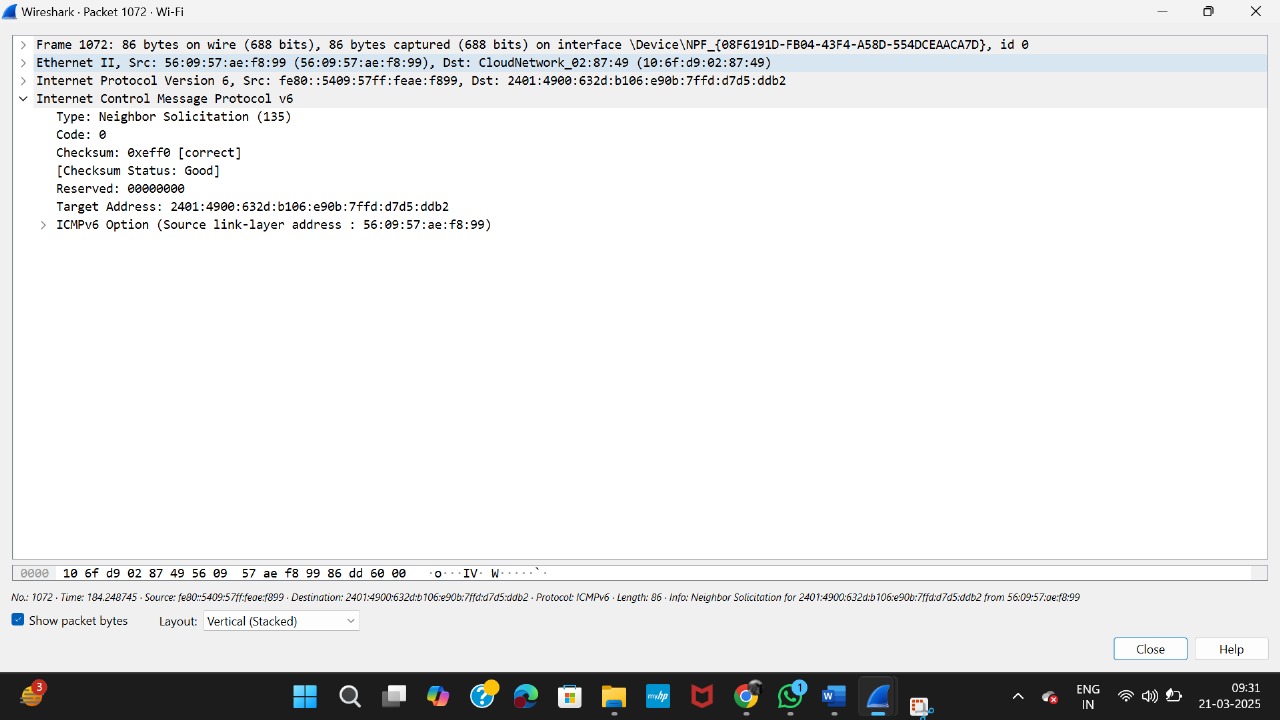 Wireshark · Packet 1072 · Wi-Fi
Frame 1072: 86 bytes on wire (688 bits), 86 bytes captured (688 bits) on interface \Device\NPF_{08F6191D-FB04-43F4-A58D-554DCEAACA7D}, id 0
Ethernet II, Src: 56:09:57:ae:f8:99 (56:09:57:ae:f8:99), Dst: CloudNetwork_02:87:49 (10:6f:d9:02:87:49)
Internet Protocol Version 6, Src: fe80::5409:57ff:feae:f899, Dst: 2401:4900:632d:b106:e90b:7ffd:d7d5:ddb2
Internet Control Message Protocol v6
Type: Neighbor Solicitation (135)
Code: 0
Checksum: 0xeff0 [correct]
[Checksum Status: Good]
Reserved: 00000000
Target Address: 2401:4900:632d:b106:e90b:7ffd:d7d5:ddb2
ICMPv6 Option (Source link-layer address : 56:09:57:ae:f8:99)
0000 10 6f d9 02 87 49 56 09 57 ae f8 99 86 dd 60 00 ·o···IV· W·····`·
No.: 1072 · Time: 184.248745 · Source: fe80::5409:57ff:feae:f899 · Destination: 2401:4900:632d:b106:e90b:7ffd:d7d5:ddb2 · Protocol: ICMPv6 · Length: 86 · Info: Neighbor Solicitation for 2401:4900:632d:b106:e90b:7ffd:d7d5:ddb2 from 56:09:57:ae:f8:99
Show packet bytes Layout: Vertical (Stacked)
Close Help
3 ? myhp 1 W ENG IN 09:31 21-03-2025